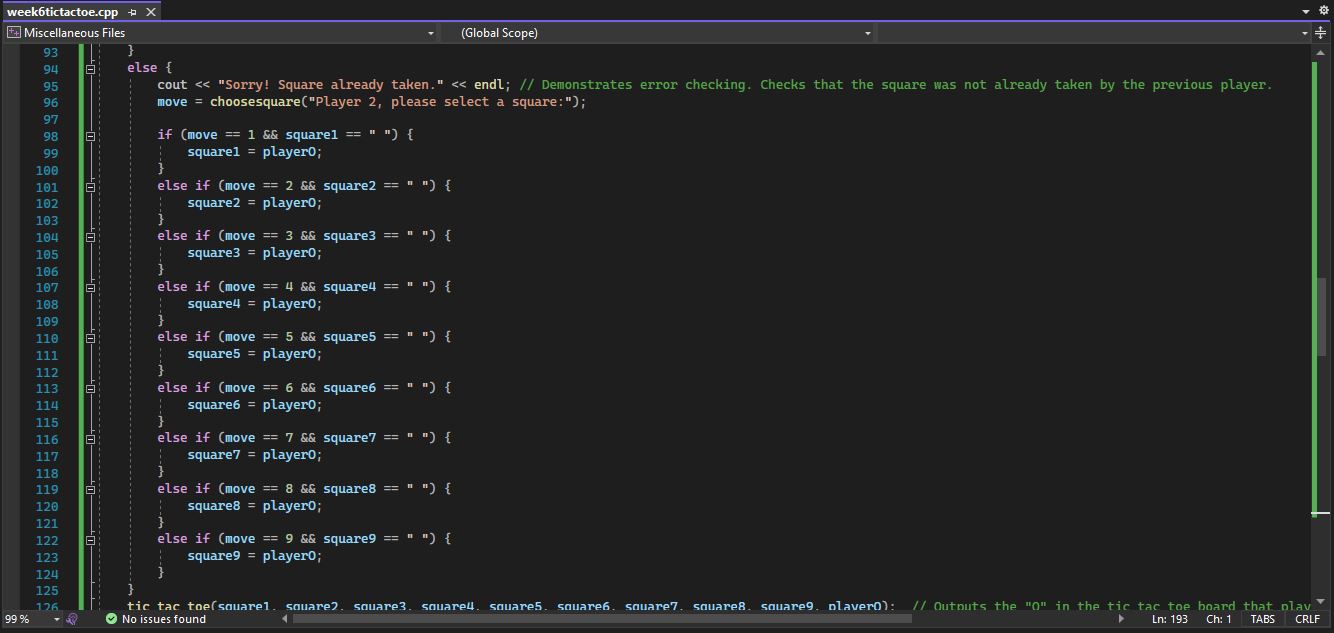 week6tictactoe.cpp
Miscellaneous Files (Global Scope)
93 }
94 else {
95 cout << "Sorry! Square already taken." << endl; // Demonstrates error checking. Checks that the square was not already taken by the previous player.
96 move = choosesquare("Player 2, please select a square:");
97
98 if (move == 1 && square1 == " ") {
99 square1 = playerO;
100 }
101 else if (move == 2 && square2 == " ") {
102 square2 = playerO;
103 }
104 else if (move == 3 && square3 == " ") {
105 square3 = playerO;
106 }
107 else if (move == 4 && square4 == " ") {
108 square4 = playerO;
109 }
110 else if (move == 5 && square5 == " ") {
111 square5 = playerO;
112 }
113 else if (move == 6 && square6 == " ") {
114 square6 = playerO;
115 }
116 else if (move == 7 && square7 == " ") {
117 square7 = playerO;
118 }
119 else if (move == 8 && square8 == " ") {
120 square8 = playerO;
121 }
122 else if (move == 9 && square9 == " ") {
123 square9 = playerO;
124 }
125 }
126 tic_tac_toe(square1, square2, square3, square4, square5, square6, square7, square8, square9, playerO); // Outputs the "O" in the tic tac toe board that play
99 % No issues found Ln: 193 Ch: 1 TABS CRLF